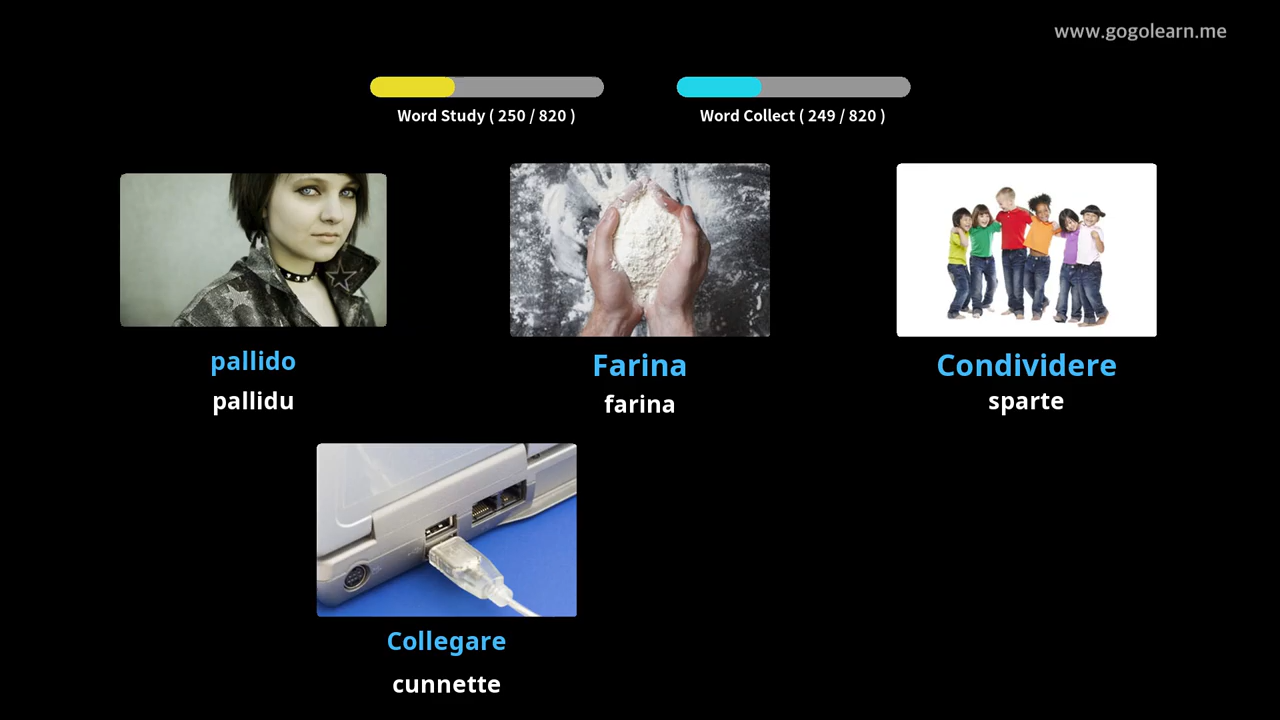 www.gogolearn.me
Word Study ( 250 / 820 )
Word Collect ( 249 / 820 )
pallido
pallidu
Farina
farina
Condividere
sparte
Collegare
cunnette